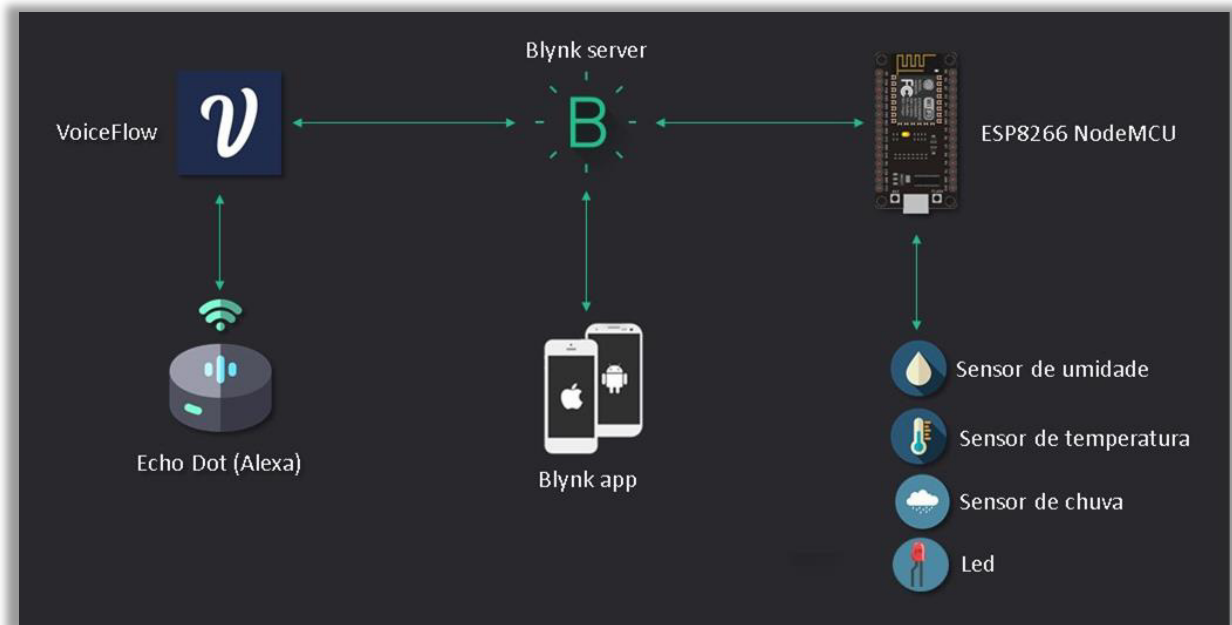 Blynk server
VoiceFlow
ESP8266 NodeMCU
Echo Dot (Alexa)
Blynk app
Sensor de umidade
Sensor de temperatura
Sensor de chuva
Led